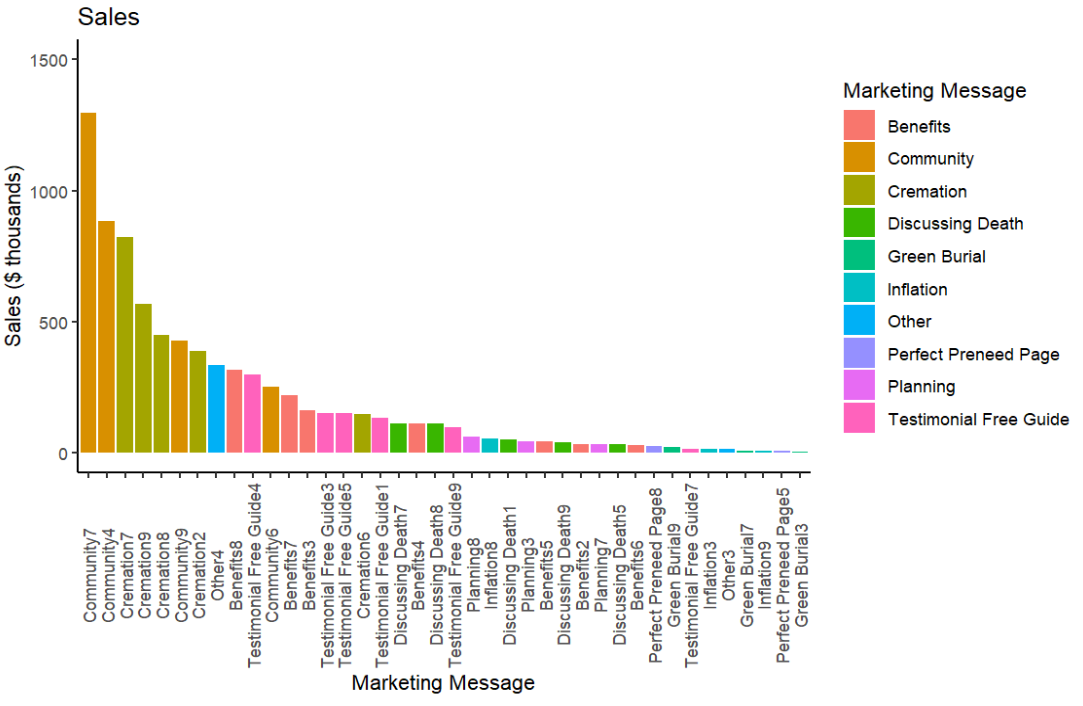 Sales
Sales ($ thousands)
1500
1000
500
0
Community7
Community4
Cremation7
Cremation9
Cremation8
Community9
Cremation2
Other4
Benefits8
Testimonial Free Guide4
Community6
Benefits7
Benefits3
Testimonial Free Guide3
Testimonial Free Guide5
Cremation6
Testimonial Free Guide1
Discussing Death7
Benefits4
Discussing Death8
Testimonial Free Guide9
Planning8
Inflation8
Discussing Death1
Planning3
Benefits5
Discussing Death9
Benefits2
Planning7
Discussing Death5
Benefits6
Perfect Preneed Page8
Green Burial9
Testimonial Free Guide7
Inflation3
Other3
Green Burial7
Inflation9
Perfect Preneed Page5
Green Burial3
Marketing Message
Marketing Message
Benefits
Community
Cremation
Discussing Death
Green Burial
Inflation
Other
Perfect Preneed Page
Planning
Testimonial Free Guide